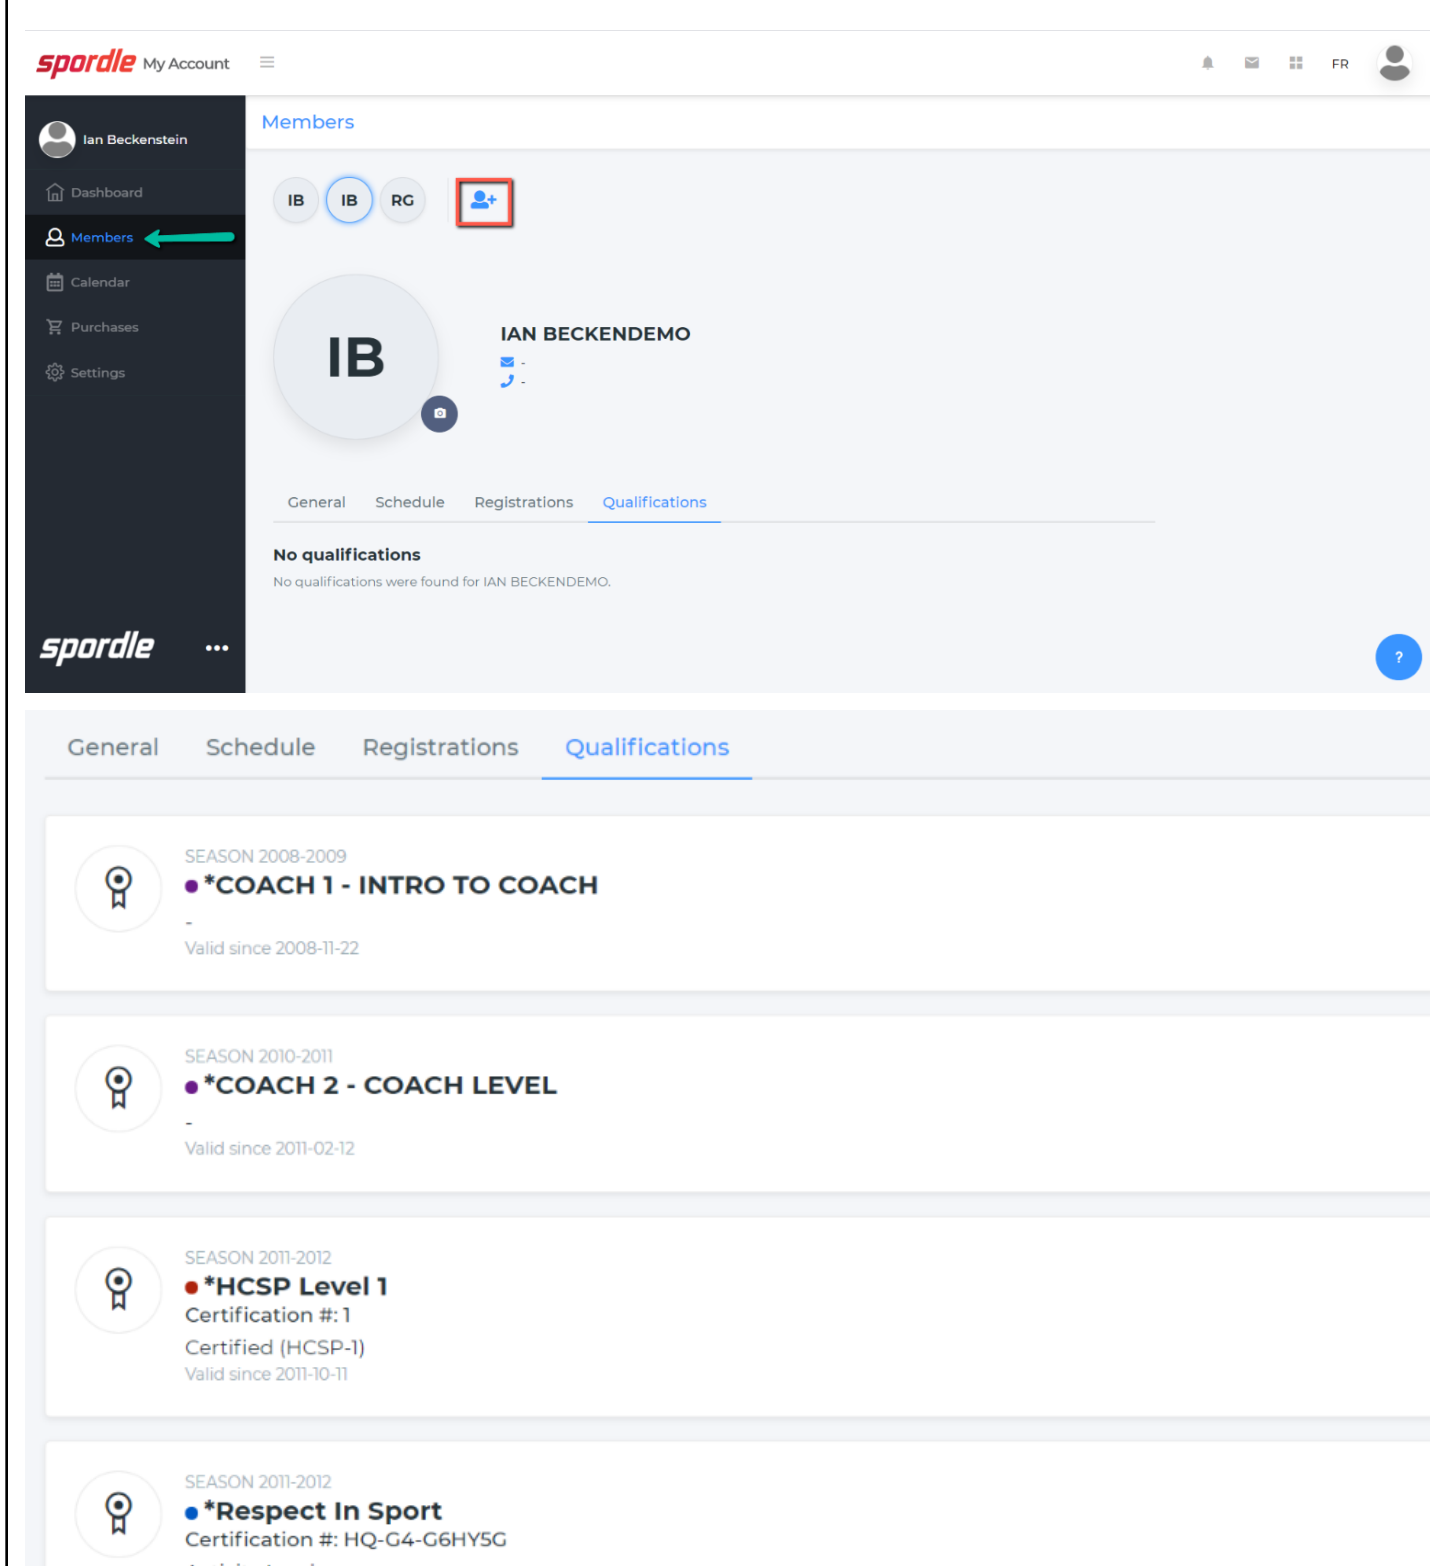 spordle My Account
FR
Ian Beckenstein
Members
Dashboard
IB IB RG
Members
Calendar
Purchases
Settings
IB
IAN BECKENDEMO
-
-
General Schedule Registrations Qualifications
No qualifications
No qualifications were found for IAN BECKENDEMO.
spordle ...
?
General Schedule Registrations Qualifications
SEASON 2008-2009
*COACH 1 - INTRO TO COACH
-
Valid since 2008-11-22
SEASON 2010-2011
*COACH 2 - COACH LEVEL
-
Valid since 2011-02-12
SEASON 2011-2012
*HCSP Level 1
Certification #: 1
Certified (HCSP-1)
Valid since 2011-10-11
SEASON 2011-2012
*Respect In Sport
Certification #: HQ-G4-G6HY5G